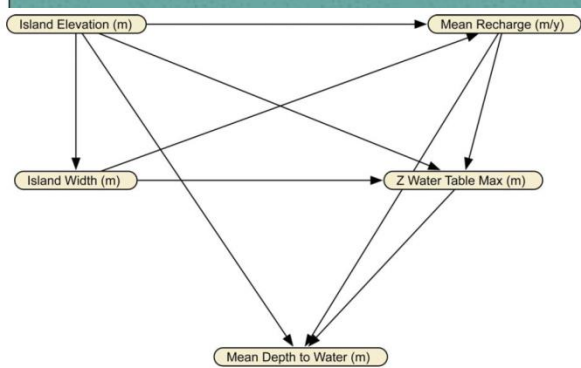 Island Elevation (m)
Mean Recharge (m/y)
Island Width (m)
Z Water Table Max (m)
Mean Depth to Water (m)